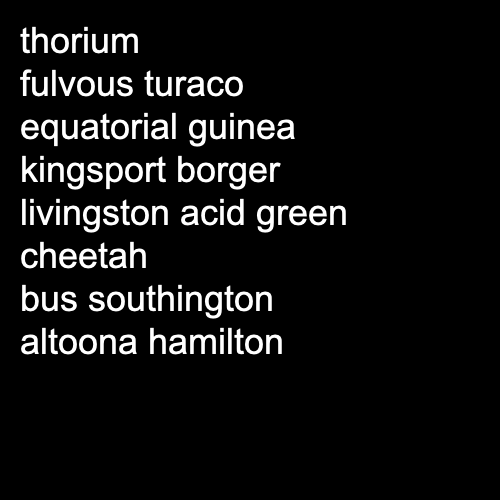 thorium
fulvous turaco
equatorial guinea
kingsport borger
livingston acid green
cheetah
bus southington
altoona hamilton